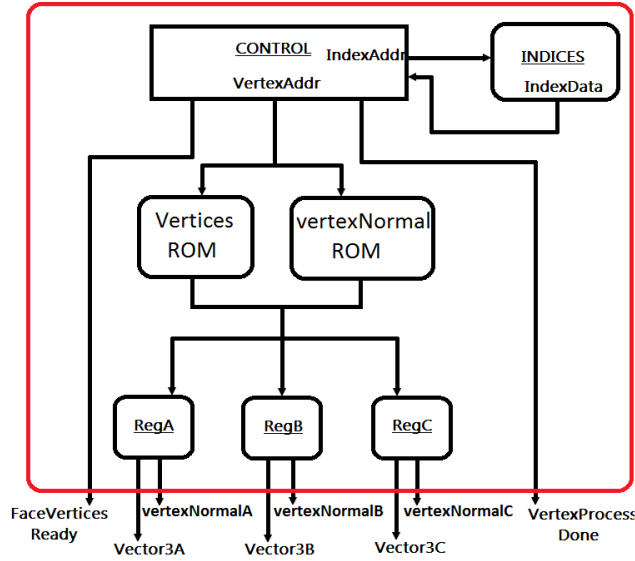 CONTROL
IndexAddr
VertexAddr
INDICES
IndexData
Vertices
ROM
vertexNormal
ROM
RegA
RegB
RegC
FaceVertices
Ready
vertexNormalA
Vector3A
vertexNormalB
Vector3B
vertexNormalC
Vector3C
VertexProcess
Done